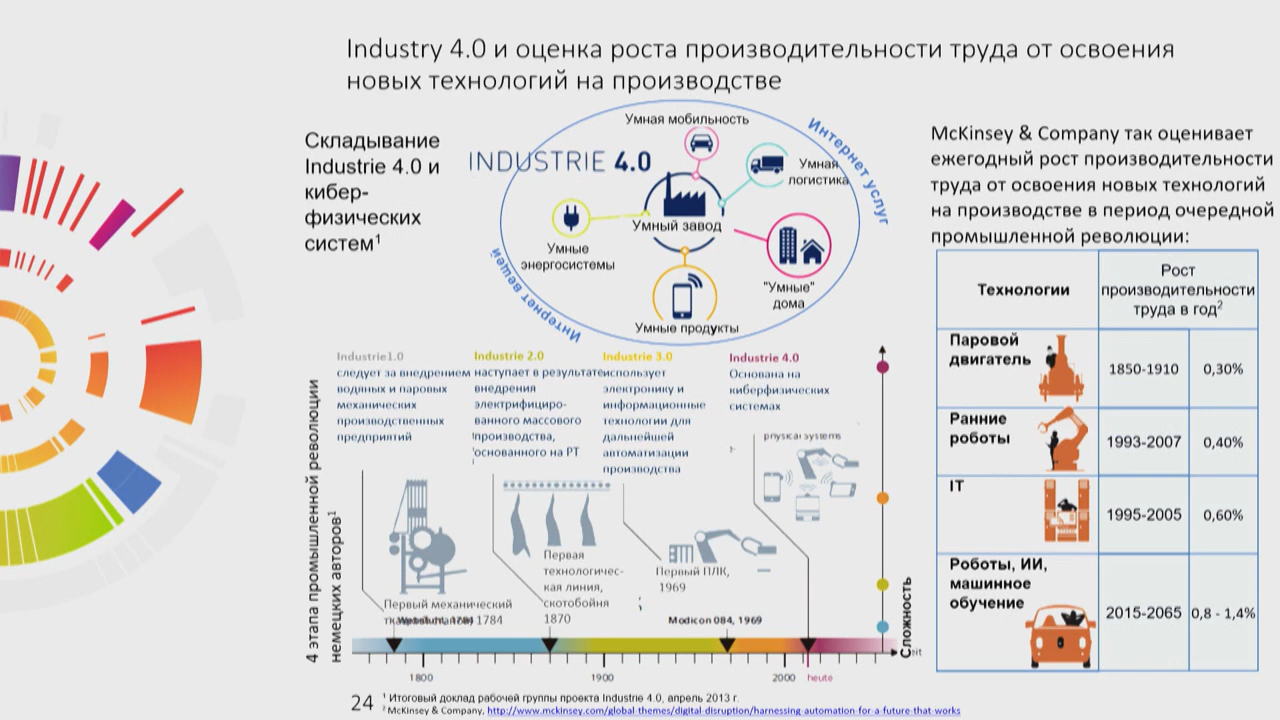 Industry 4.0 и оценка роста производительности труда от освоения
новых технологий на производстве
Складывание
Industrie 4.0 и
кибер-
физических
систем¹
INDUSTRIE 4.0
Умная мобильность
Интернет услуг
Умная
логистика
Умный завод
Умные
энергосистемы
"Умные"
дома
Умные продукты
Интернет вещей
McKinsey & Company так оценивает
ежегодный рост производительности
труда от освоения новых технологий
на производстве в период очередной
промышленной революции:
Технологии
Рост
производительности
труда в год²
Паровой
двигатель
1850-1910
0,30%
Ранние
роботы
1993-2007
0,40%
IT
1995-2005
0,60%
Роботы, ИИ,
машинное
обучение
2015-2065
0,8 - 1,4%
4 этапа промышленной революции
немецких авторов¹
Industrie1.0
следует за внедрением
водяных и паровых
механических
производственных
предприятий
Industrie 2.0
наступает в результате
внедрения
электрифициро-
ванного массового
производства,
основанного на РТ
Industrie 3.0
использует
электронику и
информационные
технологии для
дальнейшей
автоматизации
производства
Industrie 4.0
Основана на
киберфизических
системах
physical systems
Первый механический
1784
Первая
технологичес-
кая линия,
скотобойня
1870
Первый ПЛК,
1969
Modicon 084, 1969
Сложность
1800
1900
2000
heute
24
¹ Итоговый доклад рабочей группы проекта Industrie 4.0, апрель 2013 г.
² McKinsey & Company, http://www.mckinsey.com/global-themes/digital-disruption/harnessing-automation-for-a-future-that-works